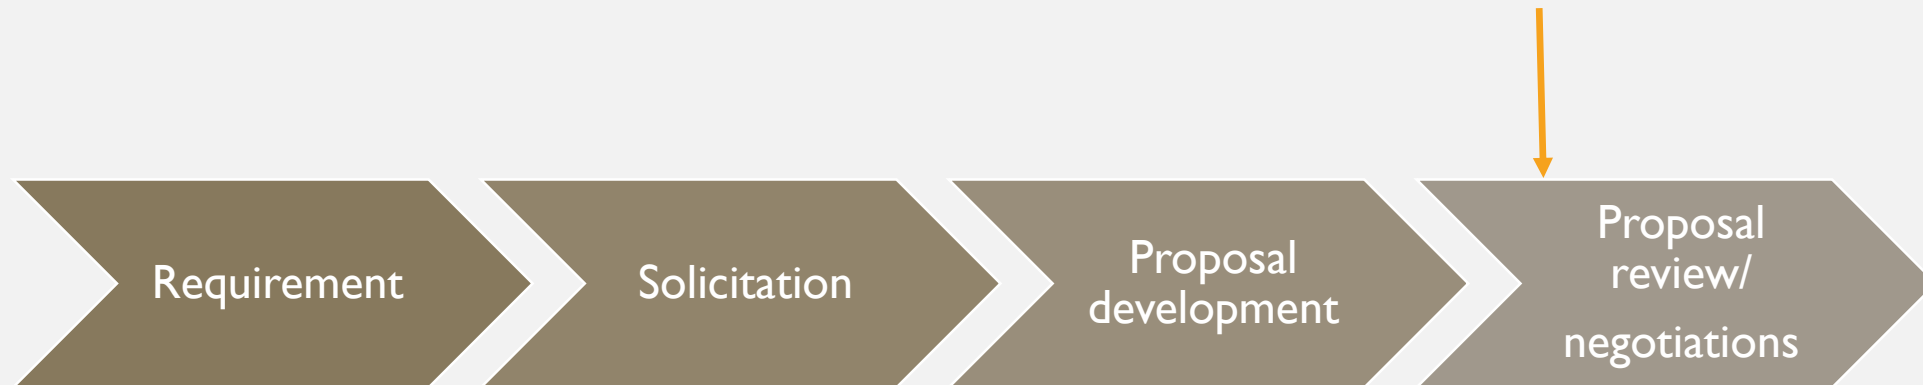 Requirement
Solicitation
Proposal
development
Proposal
review/
negotiations